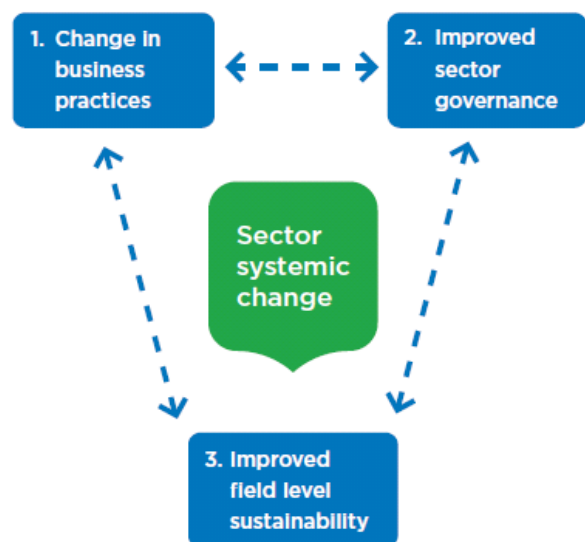 1. Change in
business
practices
2. Improved
sector
governance
Sector
systemic
change
3. Improved
field level
sustainability